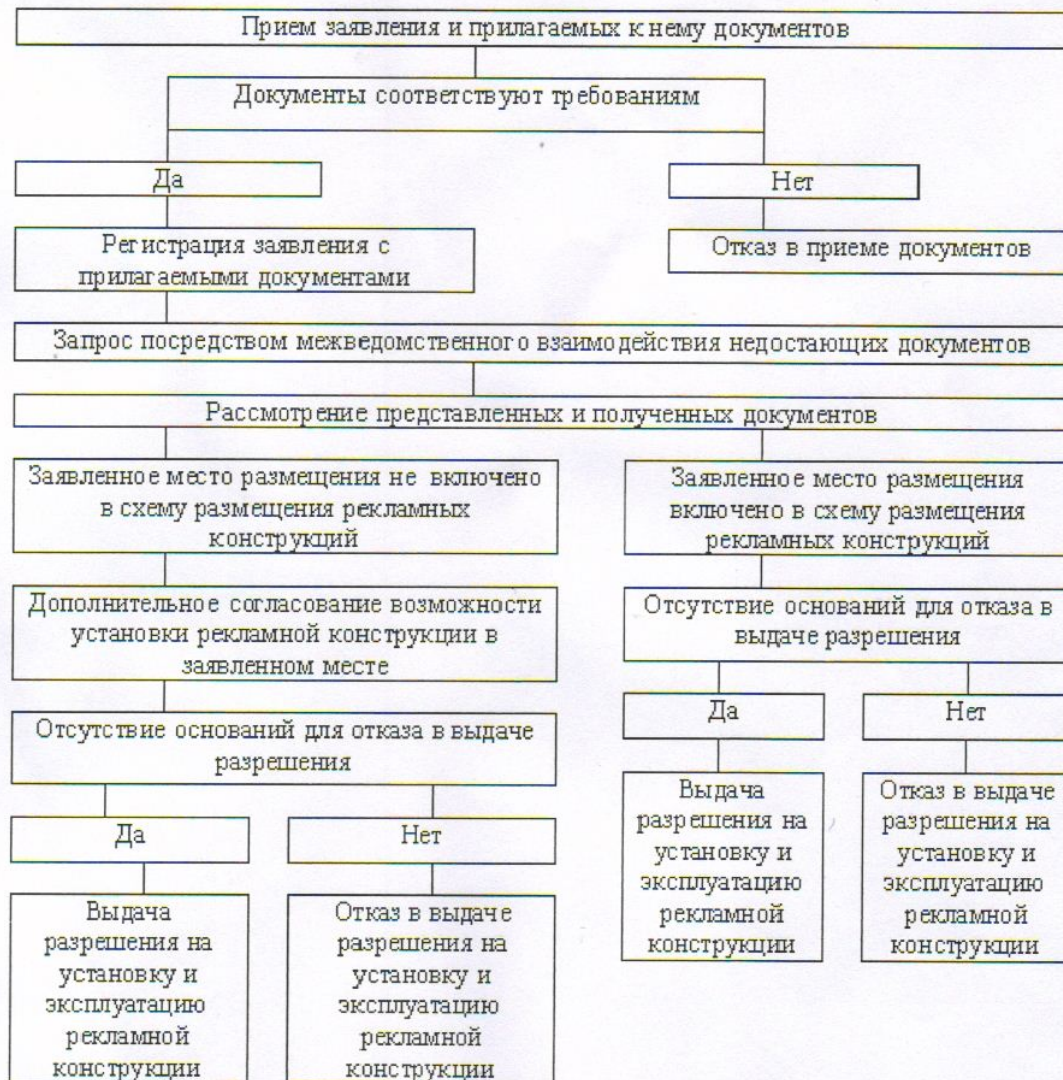 Прием заявления и прилагаемых к нему документов
Документы соответствуют требованиям
Да
Нет
Регистрация заявления с
прилагаемыми документами
Отказ в приеме документов
Запрос посредством межведомственного взаимодействия недостающих документов
Рассмотрение представленных и полученных документов
Заявленное место размещения не включено
в схему размещения рекламных
конструкций
Заявленное место размещения
включено в схему размещения
рекламных конструкций
Дополнительное согласование возможности
установки рекламной конструкции в
заявленном месте
Отсутствие оснований для отказа в
выдаче разрешения
Отсутствие оснований для отказа в выдаче
разрешения
Да
Нет
Да
Нет
Выдача
разрешения на
установку и
эксплуатацию
рекламной
конструкции
Отказ в выдаче
разрешения на
установку и
эксплуатацию
рекламной
конструкции
Выдача
разрешения на
установку и
эксплуатацию
рекламной
конструкции
Отказ в выдаче
разрешения на
установку и
эксплуатацию
рекламной
конструкции